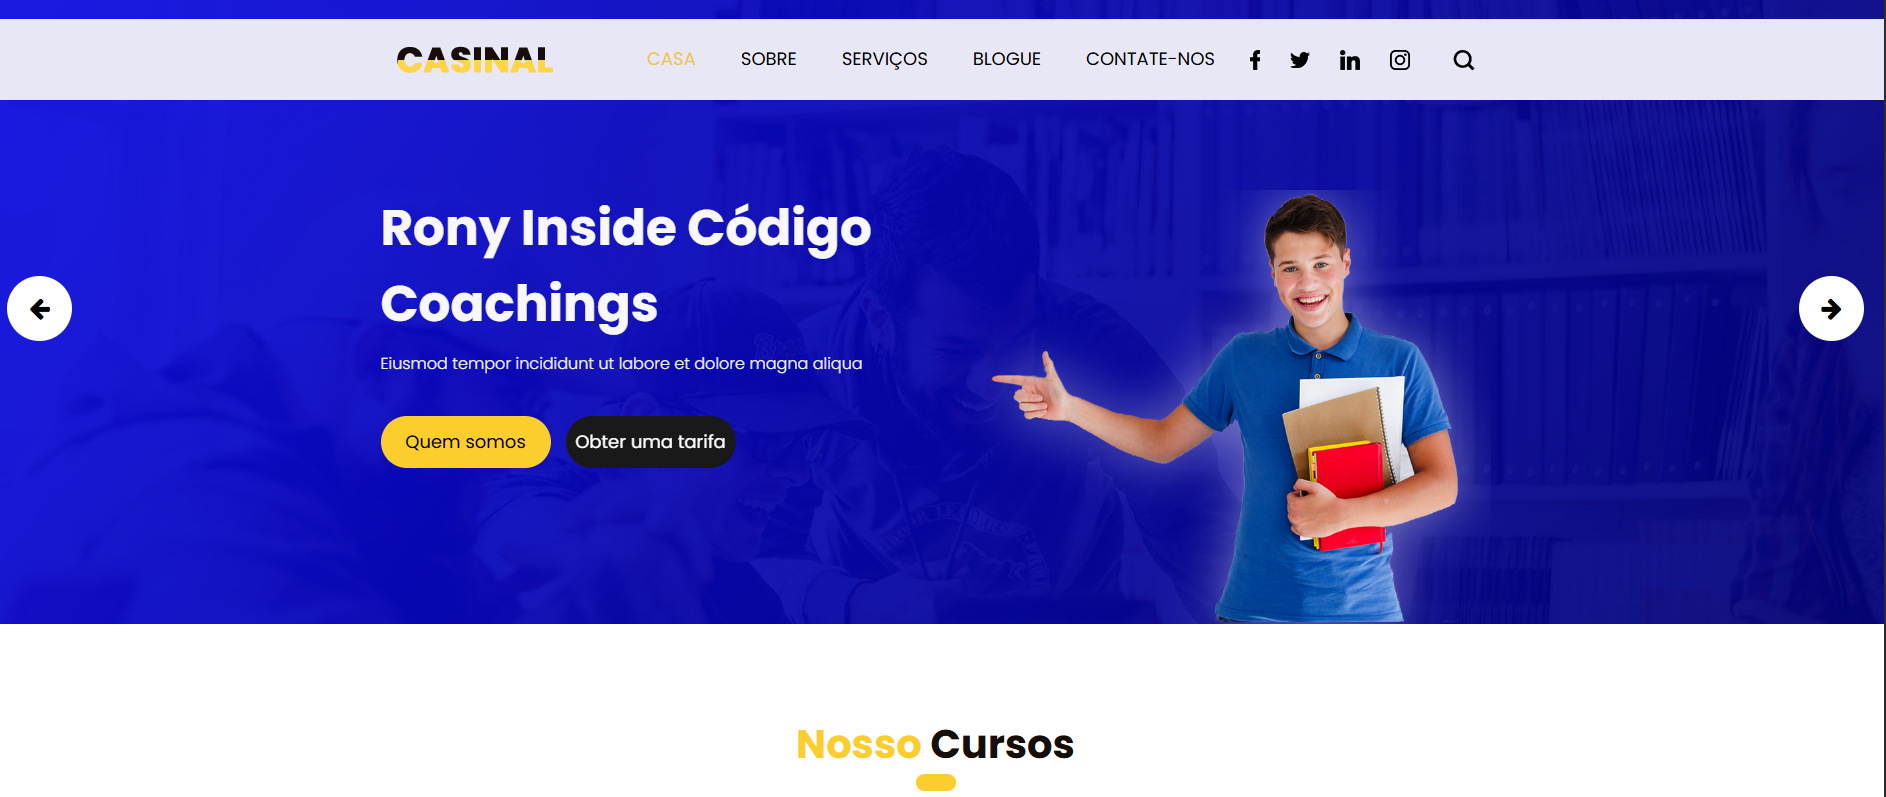 CASINAL
CASA SOBRE SERVIÇOS BLOGUE CONTATE-NOS
Rony Inside Código
Coachings
Eiusmod tempor incididunt ut labore et dolore magna aliqua
Quem somos Obter uma tarifa
Nosso Cursos